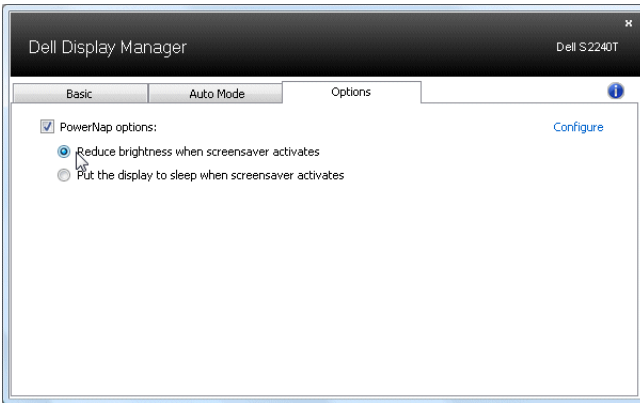 Dell Display Manager
Dell S2240T
Basic
Auto Mode
Options
PowerNap options:
Configure
Reduce brightness when screensaver activates
Put the display to sleep when screensaver activates